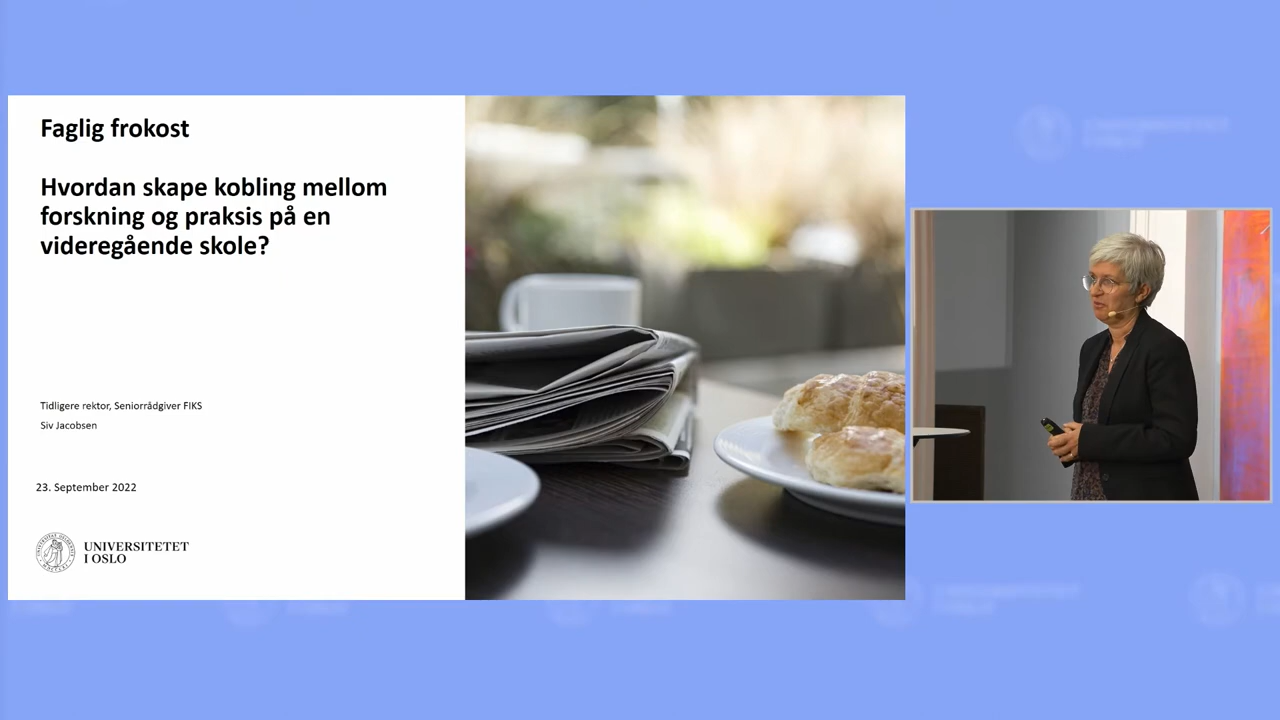 Faglig frokost
Hvordan skape kobling mellom
forskning og praksis på en
videregående skole?
Tidligere rektor, Seniorrådgiver FIKS
Siv Jacobsen
23. September 2022
UNIVERSITETET
I OSLO